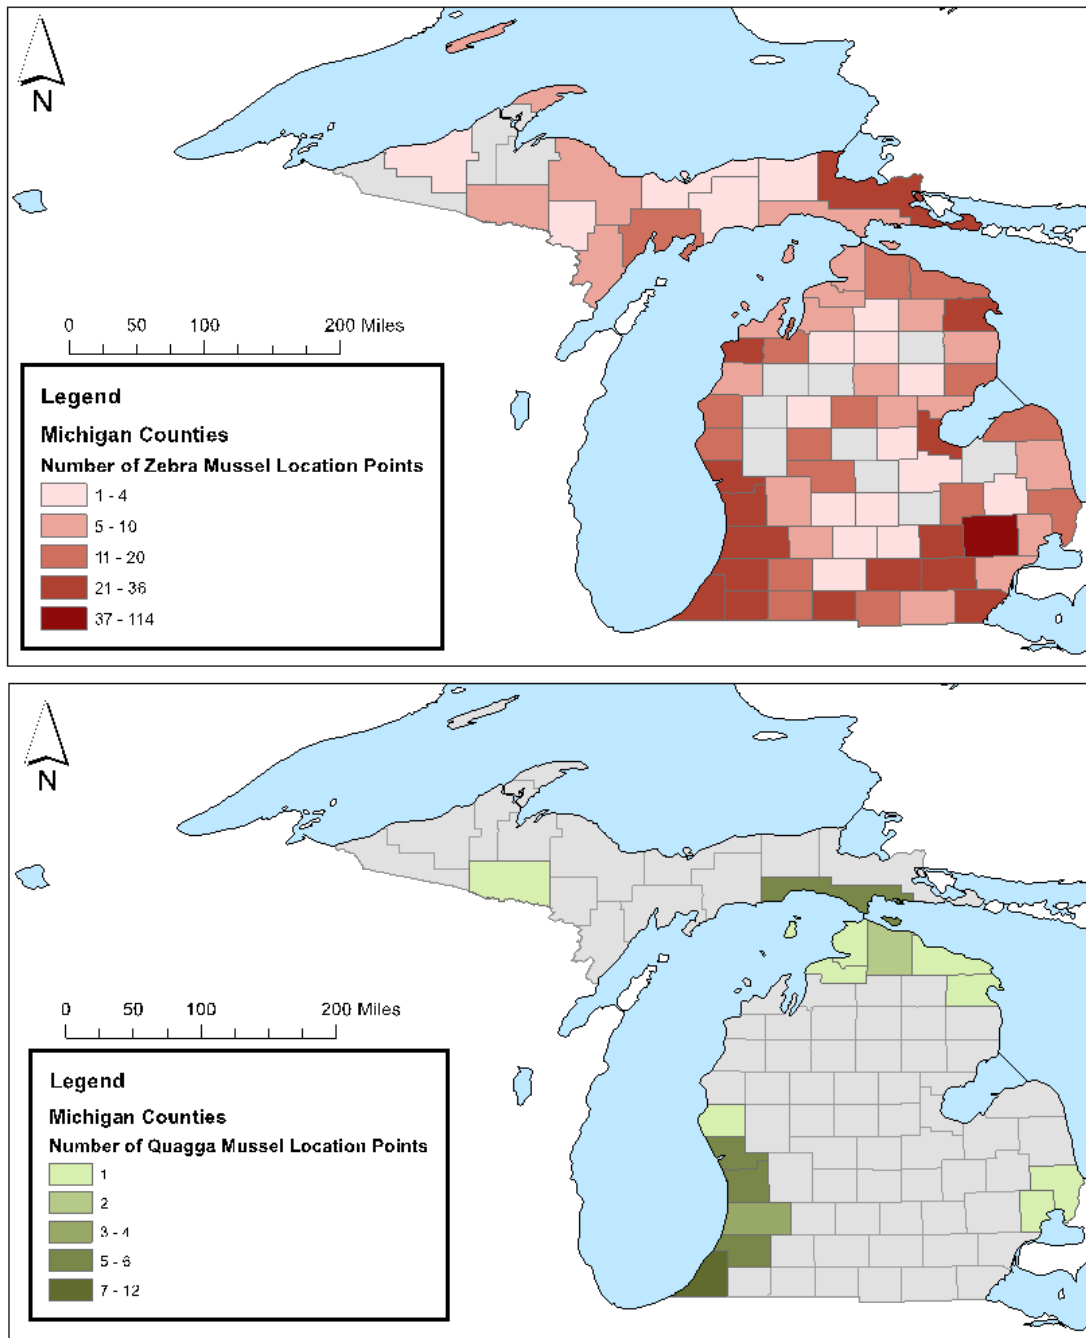 N
0 50 100 200 Miles
Legend
Michigan Counties
Number of Zebra Mussel Location Points
1 - 4
5 - 10
11 - 20
21 - 36
37 - 114
N
0 50 100 200 Miles
Legend
Michigan Counties
Number of Quagga Mussel Location Points
1
2
3 - 4
5 - 6
7 - 12